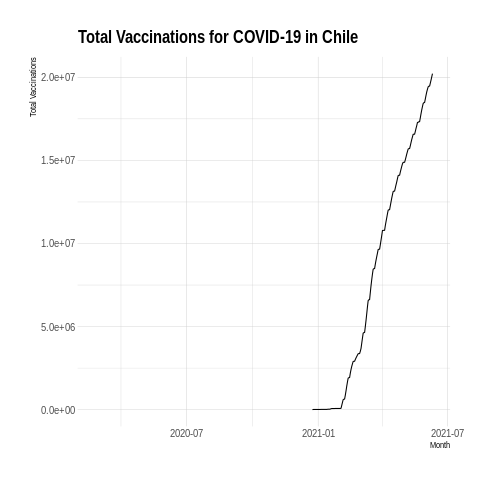 Total Vaccinations for COVID-19 in Chile
Total Vaccinations
2.0e+07
1.5e+07
1.0e+07
5.0e+06
0.0e+00
2020-07 2021-01 2021-07
Month